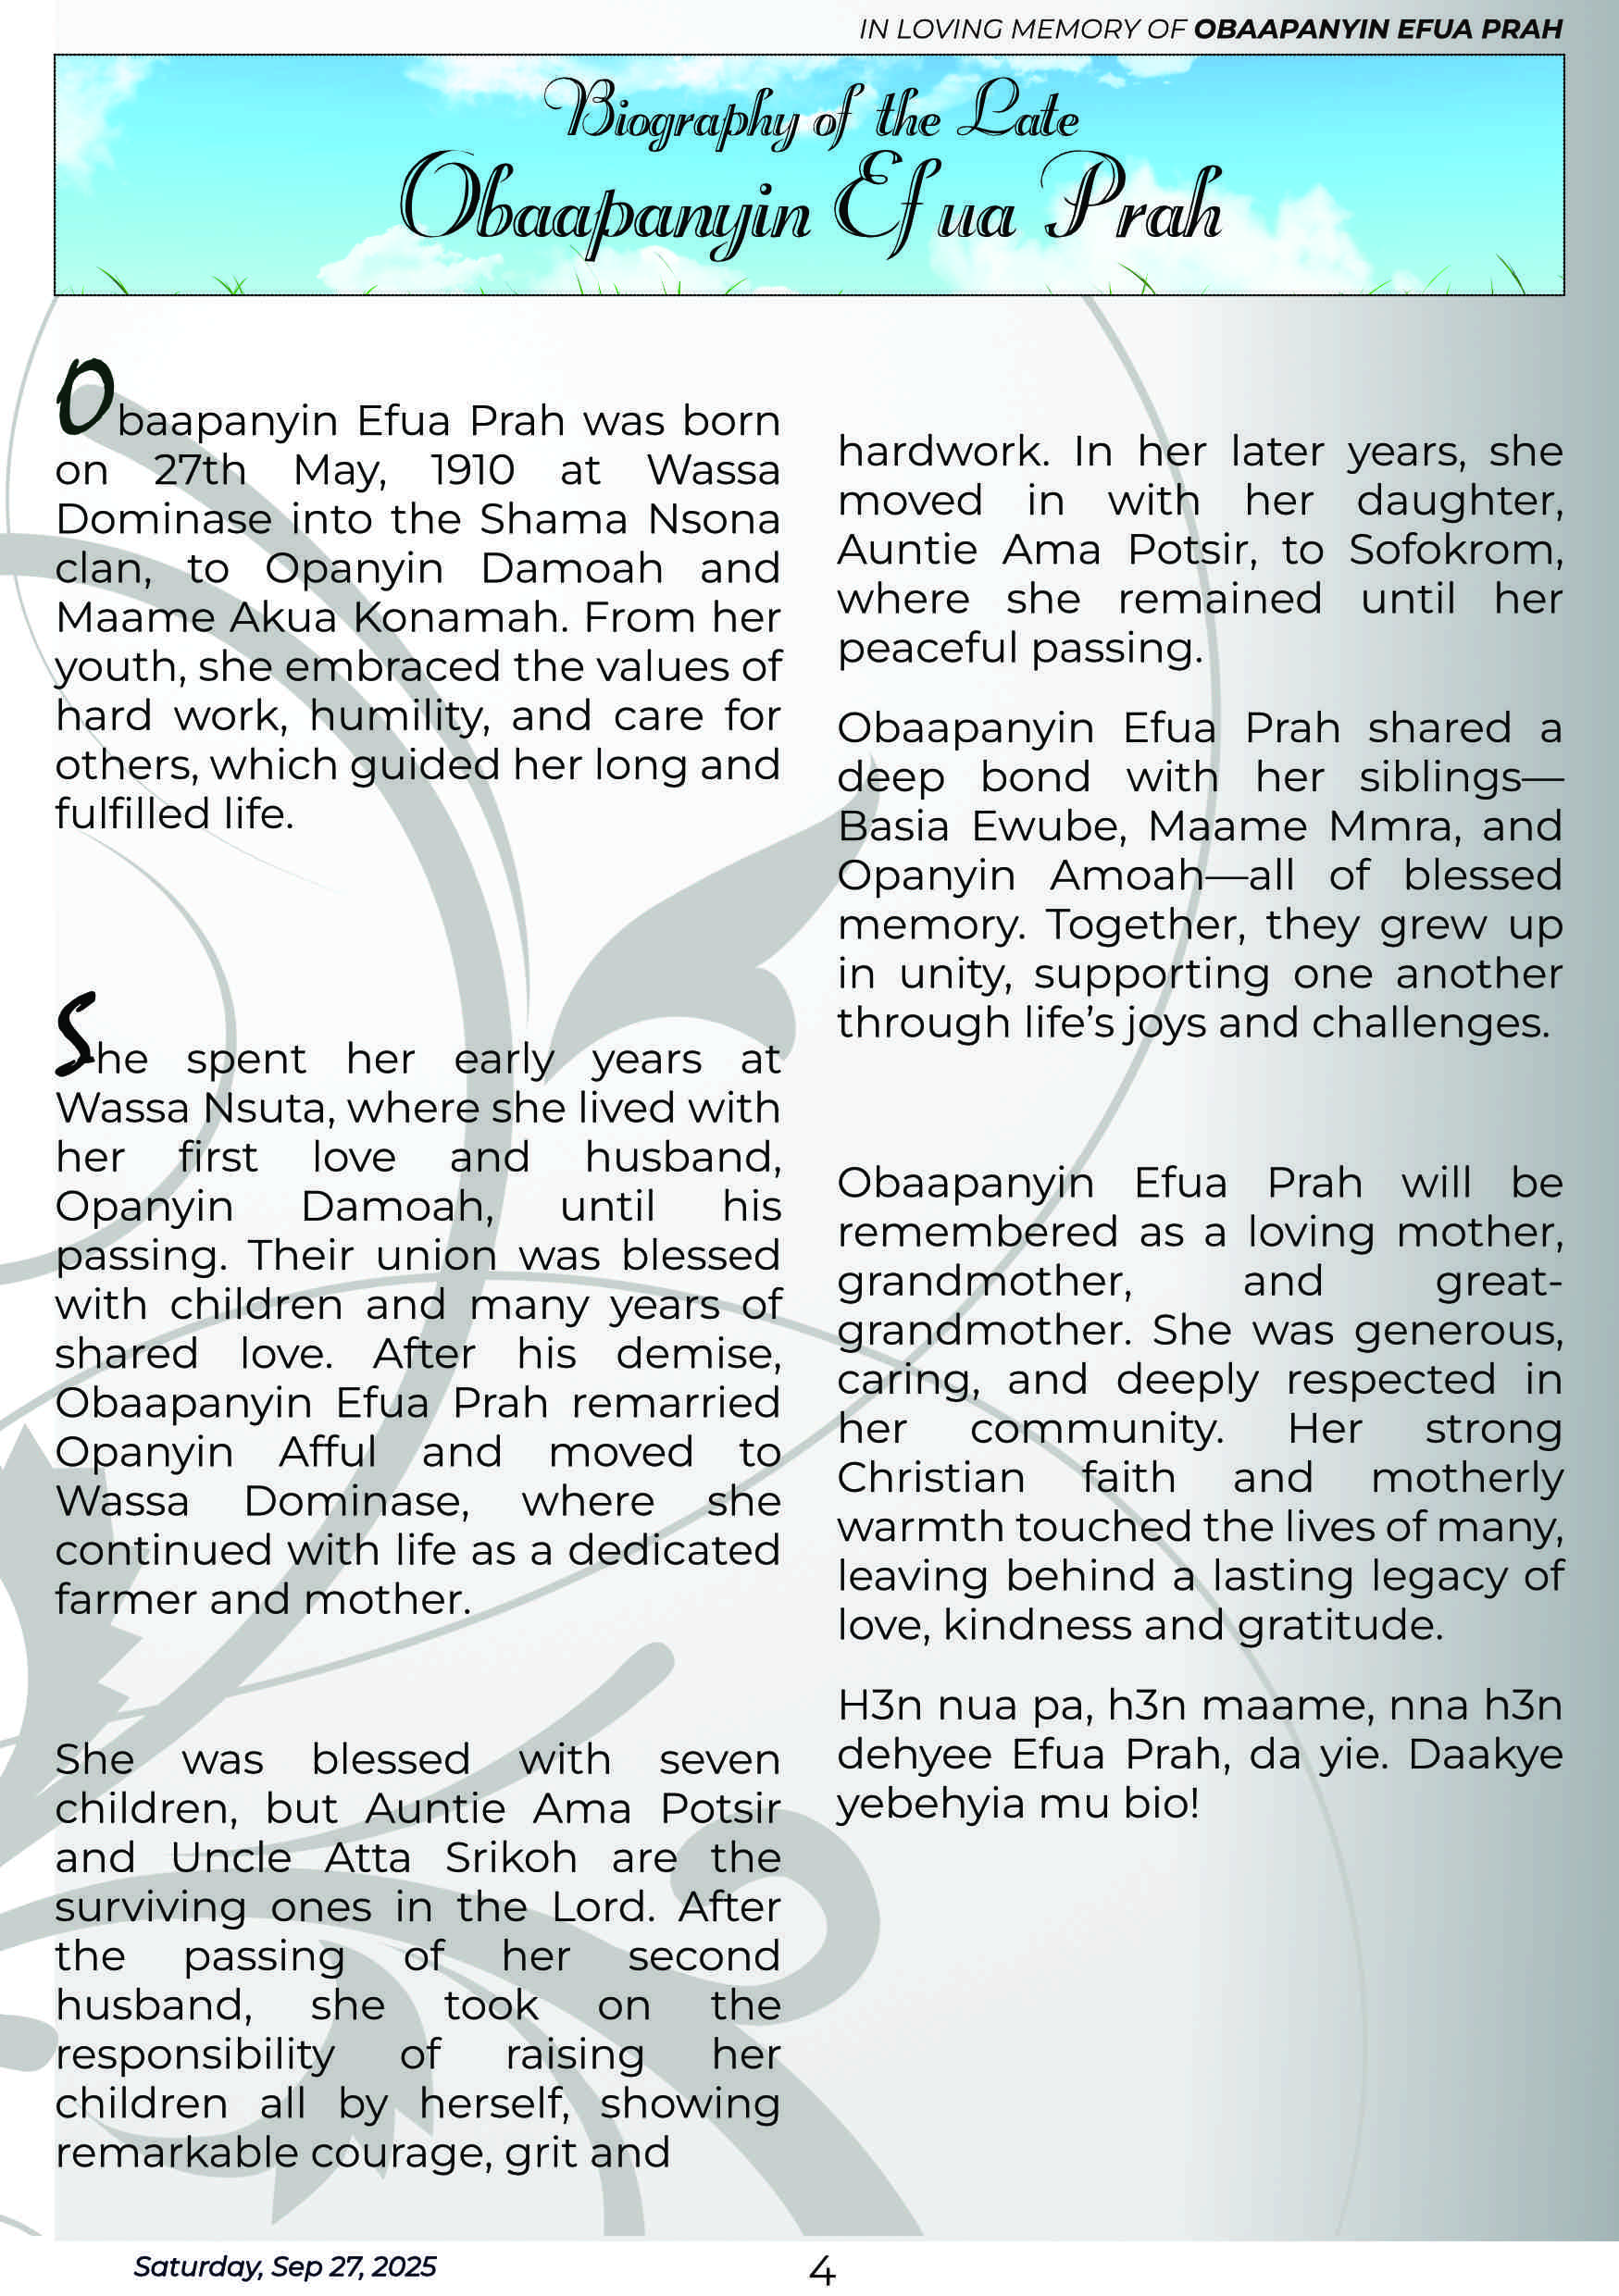 IN LOVING MEMORY OF OBAAPANYIN EFUA PRAH
Biography of the Late
Obaapanyin Efua Prah
Obaapanyin Efua Prah was born
on 27th May, 1910 at Wassa
Dominase into the Shama Nsona
clan, to Opanyin Damoah and
Maame Akua Konamah. From her
youth, she embraced the values of
hard work, humility, and care for
others, which guided her long and
fulfilled life.
She spent her early years at
Wassa Nsuta, where she lived with
her first love and husband,
Opanyin Damoah, until his
passing. Their union was blessed
with children and many years of
shared love. After his demise,
Obaapanyin Efua Prah remarried
Opanyin Afful and moved to
Wassa Dominase, where she
continued with life as a dedicated
farmer and mother.
She was blessed with seven
children, but Auntie Ama Potsir
and Uncle Atta Srikoh are the
surviving ones in the Lord. After
the passing of her second
husband, she took on the
responsibility of raising her
children all by herself, showing
remarkable courage, grit and
hardwork. In her later years, she
moved in with her daughter,
Auntie Ama Potsir, to Sofokrom,
where she remained until her
peaceful passing.
Obaapanyin Efua Prah shared a
deep bond with her siblings—
Basia Ewube, Maame Mmra, and
Opanyin Amoah—all of blessed
memory. Together, they grew up
in unity, supporting one another
through life’s joys and challenges.
Obaapanyin Efua Prah will be
remembered as a loving mother,
grandmother, and great-
grandmother. She was generous,
caring, and deeply respected in
her community. Her strong
Christian faith and motherly
warmth touched the lives of many,
leaving behind a lasting legacy of
love, kindness and gratitude.
H3n nua pa, h3n maame, nna h3n
dehyee Efua Prah, da yie. Daakye
yebehyia mu bio!
Saturday, Sep 27, 2025
4